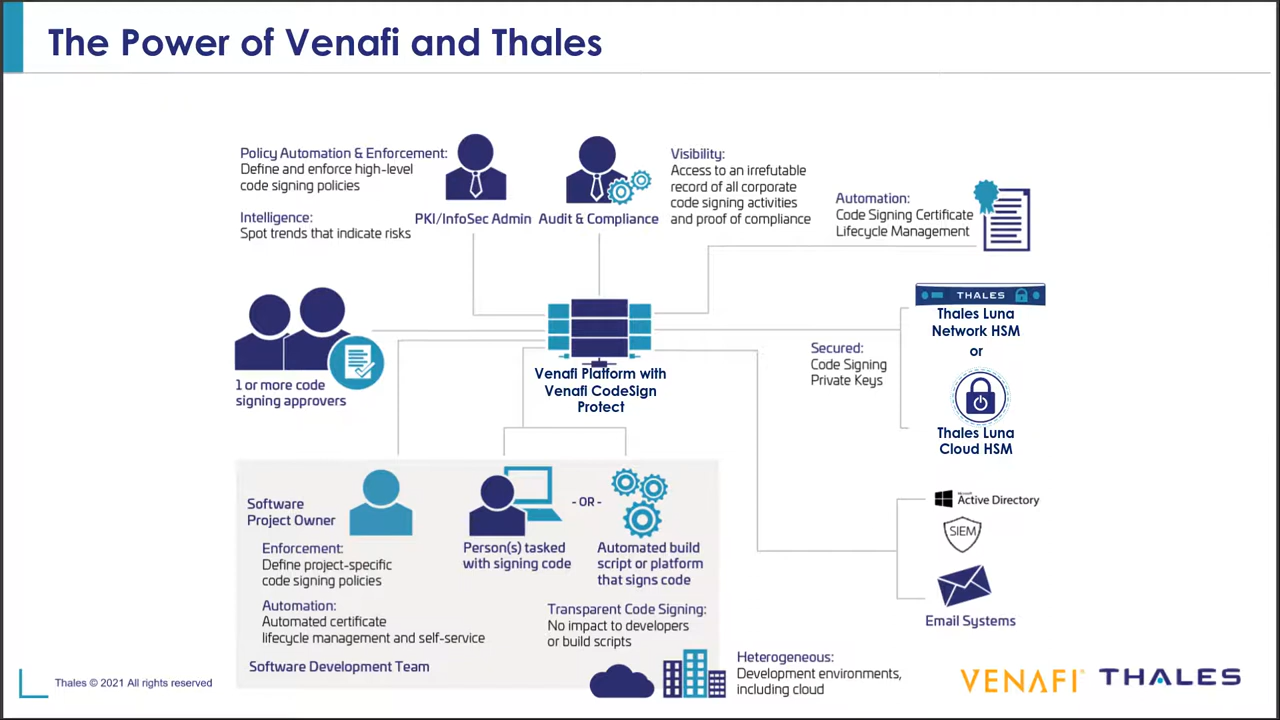 The Power of Venafi and Thales
Policy Automation & Enforcement:
Define and enforce high-level
code signing policies
Intelligence:
Spot trends that indicate risks
PKI/InfoSec Admin
Audit & Compliance
Visibility:
Access to an irrefutable
record of all corporate
code signing activities
and proof of compliance
Automation:
Code Signing Certificate
Lifecycle Management
1 or more code
signing approvers
Venafi Platform with
Venafi CodeSign
Protect
Secured:
Code Signing
Private Keys
THALES
Thales Luna
Network HSM
or
Thales Luna
Cloud HSM
Software
Project Owner
Enforcement:
Define project-specific
code signing policies
Automation:
Automated certificate
lifecycle management and self-service
Software Development Team
Person(s) tasked
with signing code
- OR -
Automated build
script or platform
that signs code
Transparent Code Signing:
No impact to developers
or build scripts
Microsoft
Active Directory
SIEM
Email Systems
Heterogeneous:
Development environments,
including cloud
Thales © 2021 All rights reserved
VENAFI
THALES